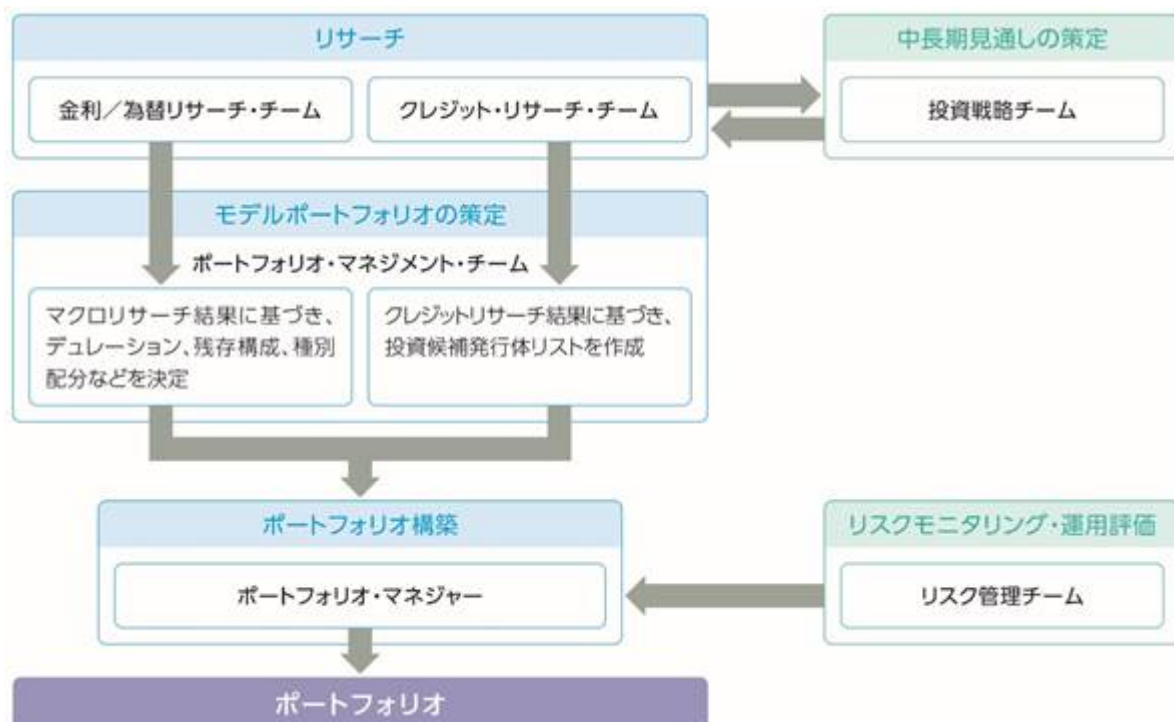 リサーチ
中長期見通しの策定
金利／為替リサーチ・チーム
クレジット・リサーチ・チーム
投資戦略チーム
モデルポートフォリオの策定
ポートフォリオ・マネジメント・チーム
マクロリサーチ結果に基づき、
デュレーション、残存構成、種別
配分などを決定
クレジットリサーチ結果に基づき、
投資候補発行体リストを作成
ポートフォリオ構築
リスクモニタリング・運用評価
ポートフォリオ・マネジャー
リスク管理チーム
ポートフォリオ